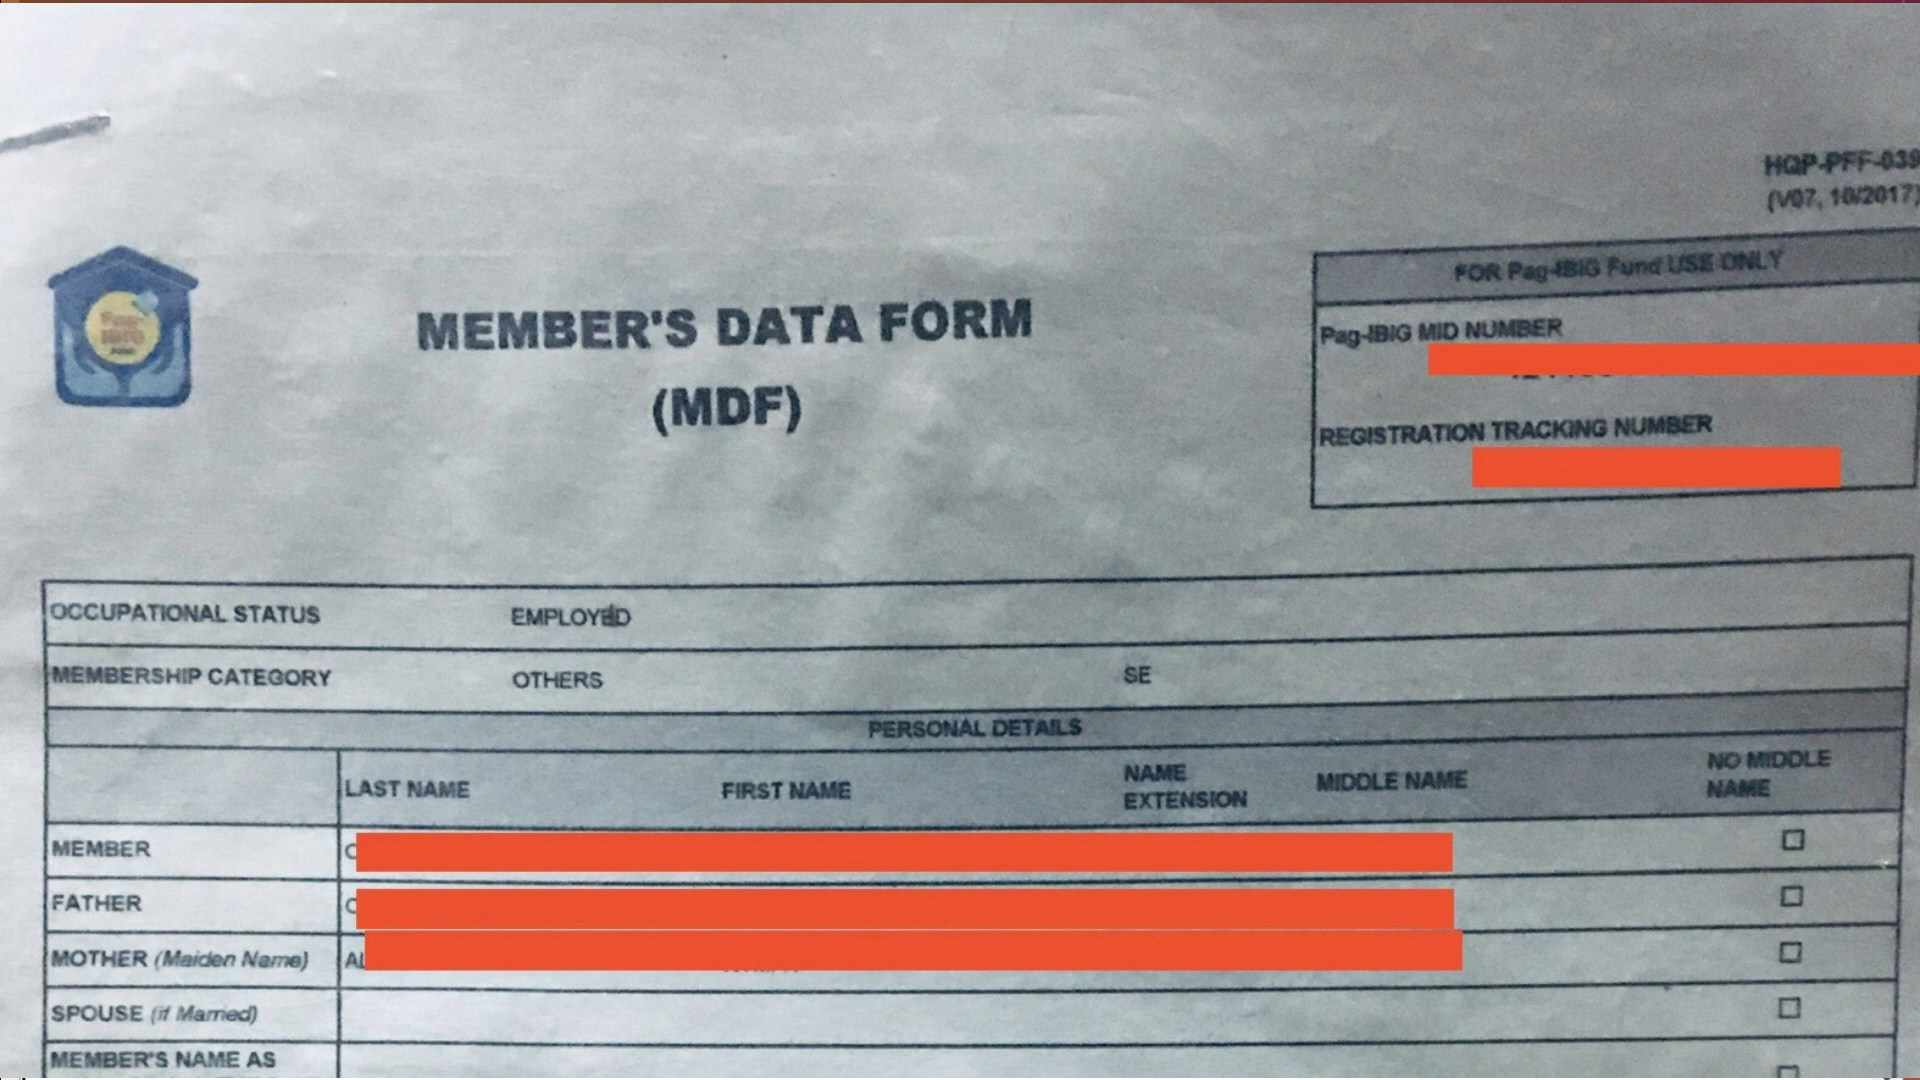 HQP-PFF-039
(V07, 10/2017)
FOR Pag-IBIG Fund USE ONLY
MEMBER'S DATA FORM
(MDF)
Pag-IBIG MID NUMBER
REGISTRATION TRACKING NUMBER
OCCUPATIONAL STATUS EMPLOYED
MEMBERSHIP CATEGORY OTHERS SE
PERSONAL DETAILS
LAST NAME FIRST NAME NAME EXTENSION MIDDLE NAME NO MIDDLE NAME
MEMBER
FATHER
MOTHER (Maiden Name)
SPOUSE (if Married)
MEMBER'S NAME AS